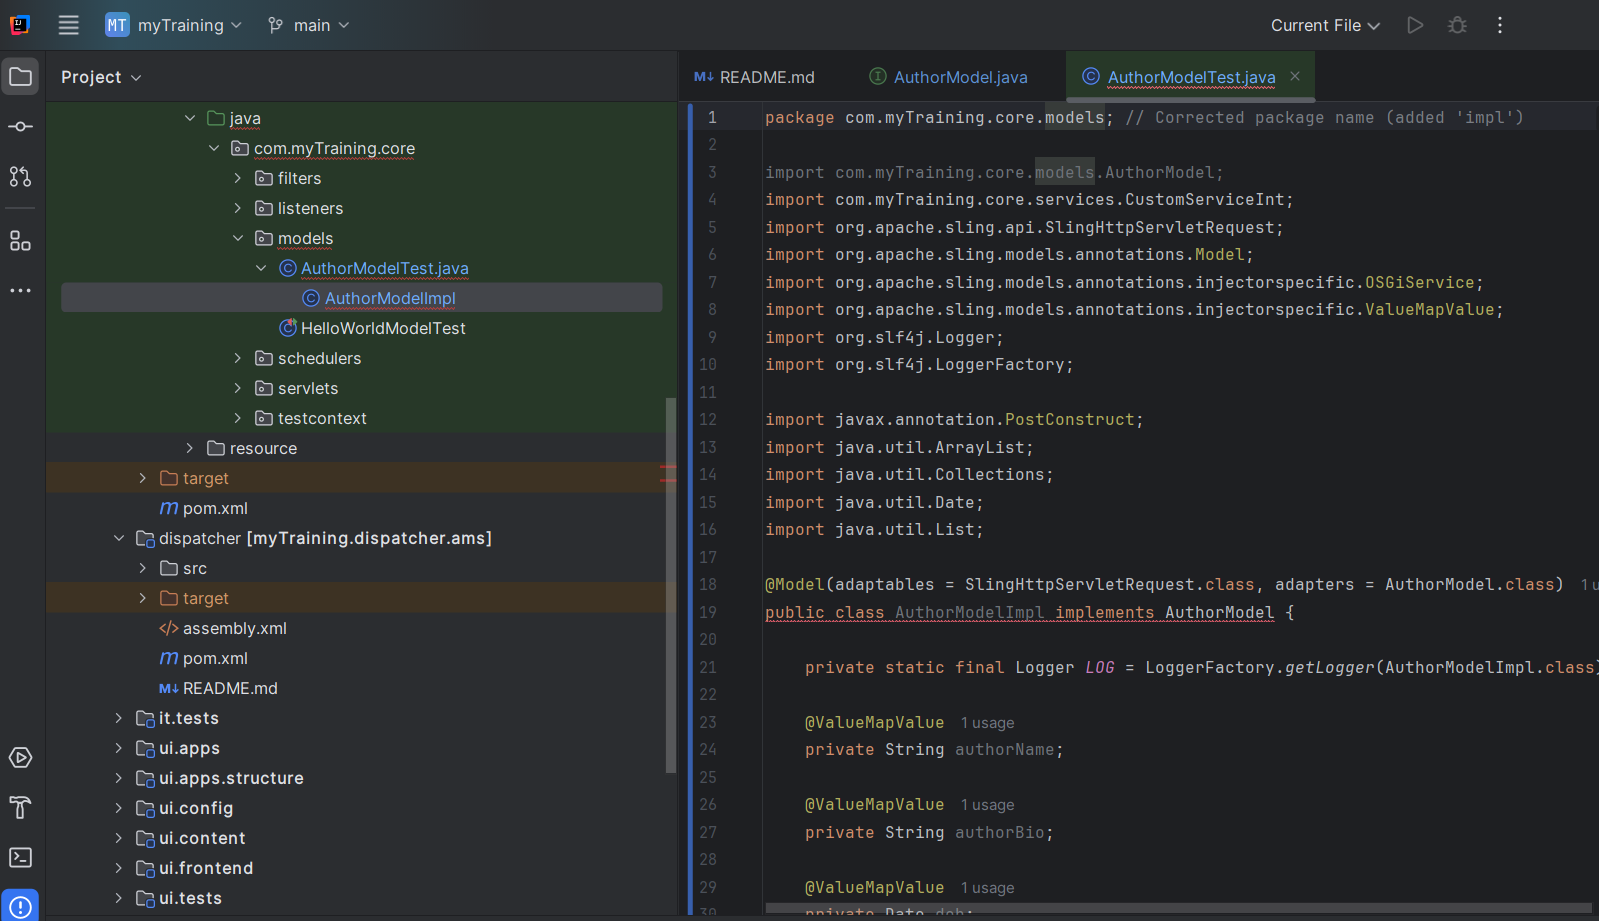 MT myTraining main Current File
Project
java
com.myTraining.core
filters
listeners
models
AuthorModelTest.java
AuthorModelImpl
HelloWorldModelTest
schedulers
servlets
testcontext
resource
target
pom.xml
dispatcher [myTraining.dispatcher.ams]
src
target
assembly.xml
pom.xml
README.md
it.tests
ui.apps
ui.apps.structure
ui.config
ui.content
ui.frontend
ui.tests
README.md AuthorModel.java AuthorModelTest.java
1 package com.myTraining.core.models; // Corrected package name (added 'impl')
2
3 import com.myTraining.core.models.AuthorModel;
4 import com.myTraining.core.services.CustomServiceInt;
5 import org.apache.sling.api.SlingHttpServletRequest;
6 import org.apache.sling.models.annotations.Model;
7 import org.apache.sling.models.annotations.injectorspecific.OSGiService;
8 import org.apache.sling.models.annotations.injectorspecific.ValueMapValue;
9 import org.slf4j.Logger;
10 import org.slf4j.LoggerFactory;
11
12 import javax.annotation.PostConstruct;
13 import java.util.ArrayList;
14 import java.util.Collections;
15 import java.util.Date;
16 import java.util.List;
17
18 @Model(adaptables = SlingHttpServletRequest.class, adapters = AuthorModel.class) 1 u
19 public class AuthorModelImpl implements AuthorModel {
20
21 private static final Logger LOG = LoggerFactory.getLogger(AuthorModelImpl.class)
22
23 @ValueMapValue 1 usage
24 private String authorName;
25
26 @ValueMapValue 1 usage
27 private String authorBio;
28
29 @ValueMapValue 1 usage
30 private Date dob;